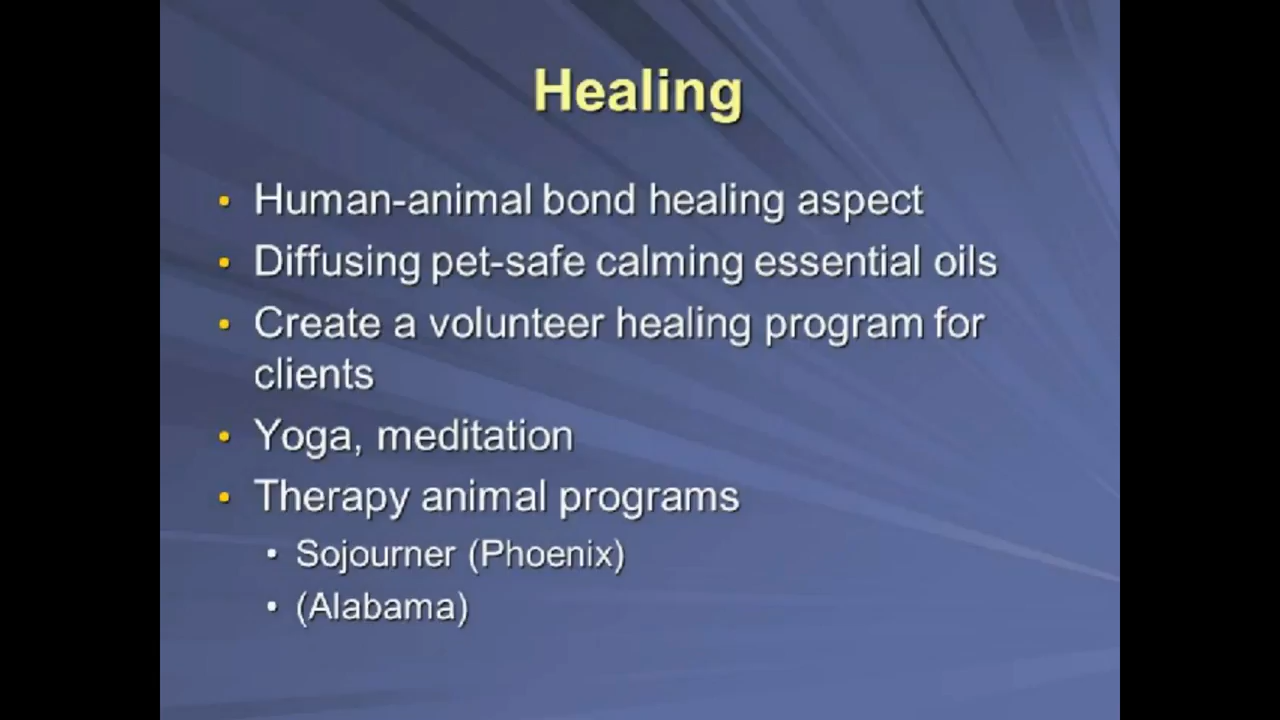 Healing
• Human-animal bond healing aspect
• Diffusing pet-safe calming essential oils
• Create a volunteer healing program for
clients
• Yoga, meditation
• Therapy animal programs
• Sojourner (Phoenix)
• (Alabama)